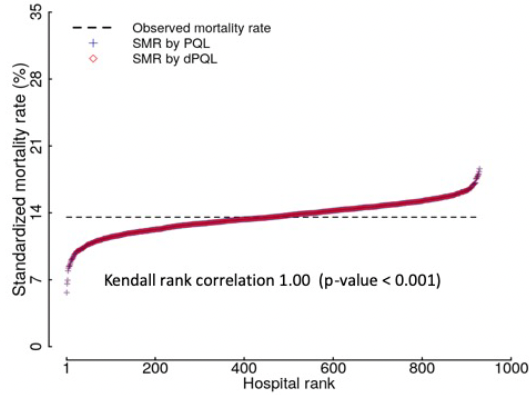 35
Observed mortality rate
SMR by PQL
SMR by dPQL
28
21
14
7
0
Standardized mortality rate (%)
Kendall rank correlation 1.00 (p-value < 0.001)
1 200 400 600 800 1000
Hospital rank